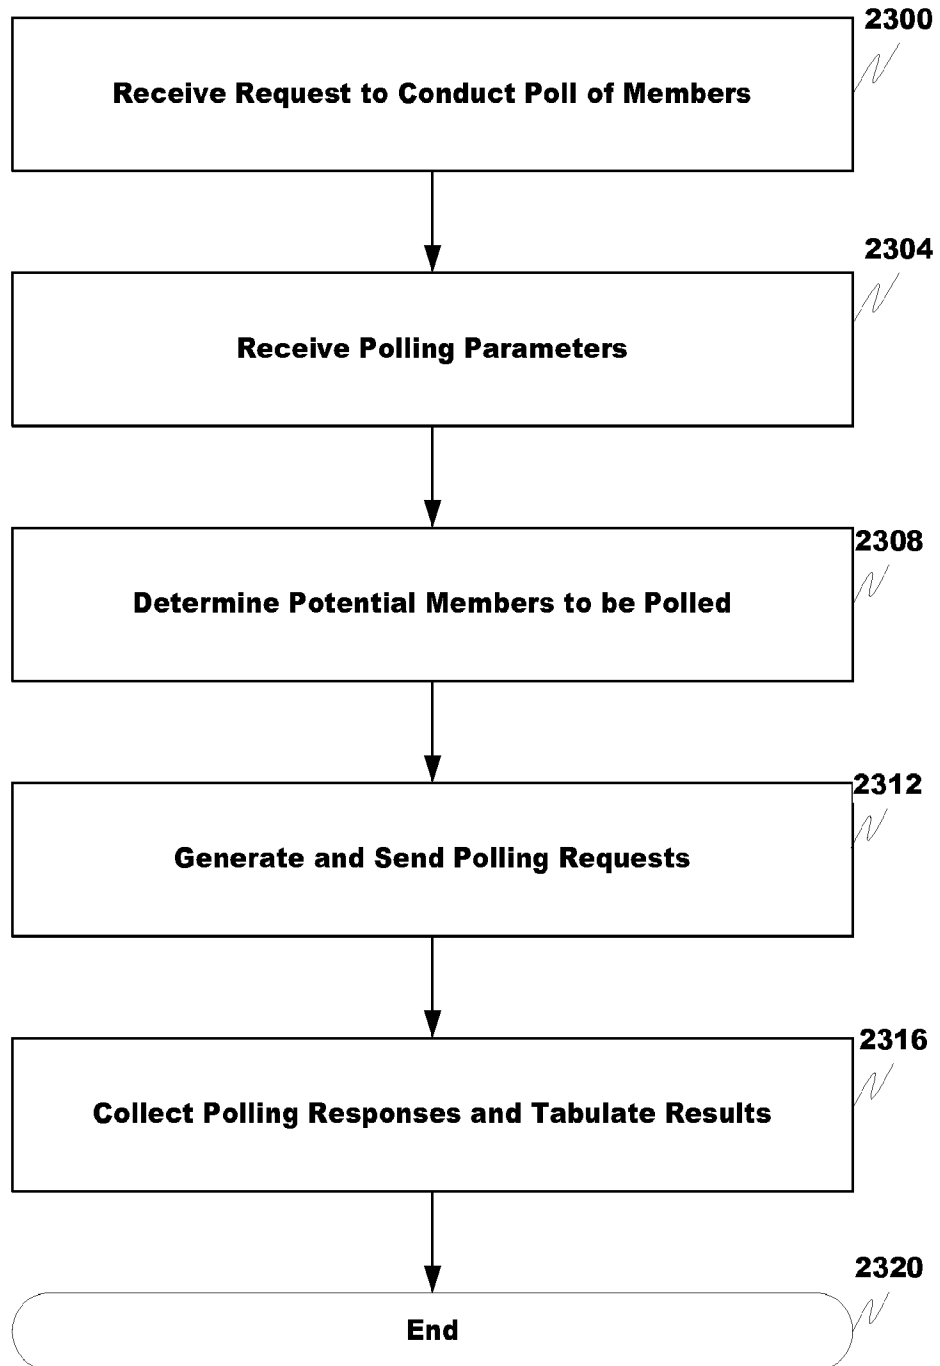 2300
Receive Request to Conduct Poll of Members
2304
Receive Polling Parameters
2308
Determine Potential Members to be Polled
2312
Generate and Send Polling Requests
2316
Collect Polling Responses and Tabulate Results
2320
End